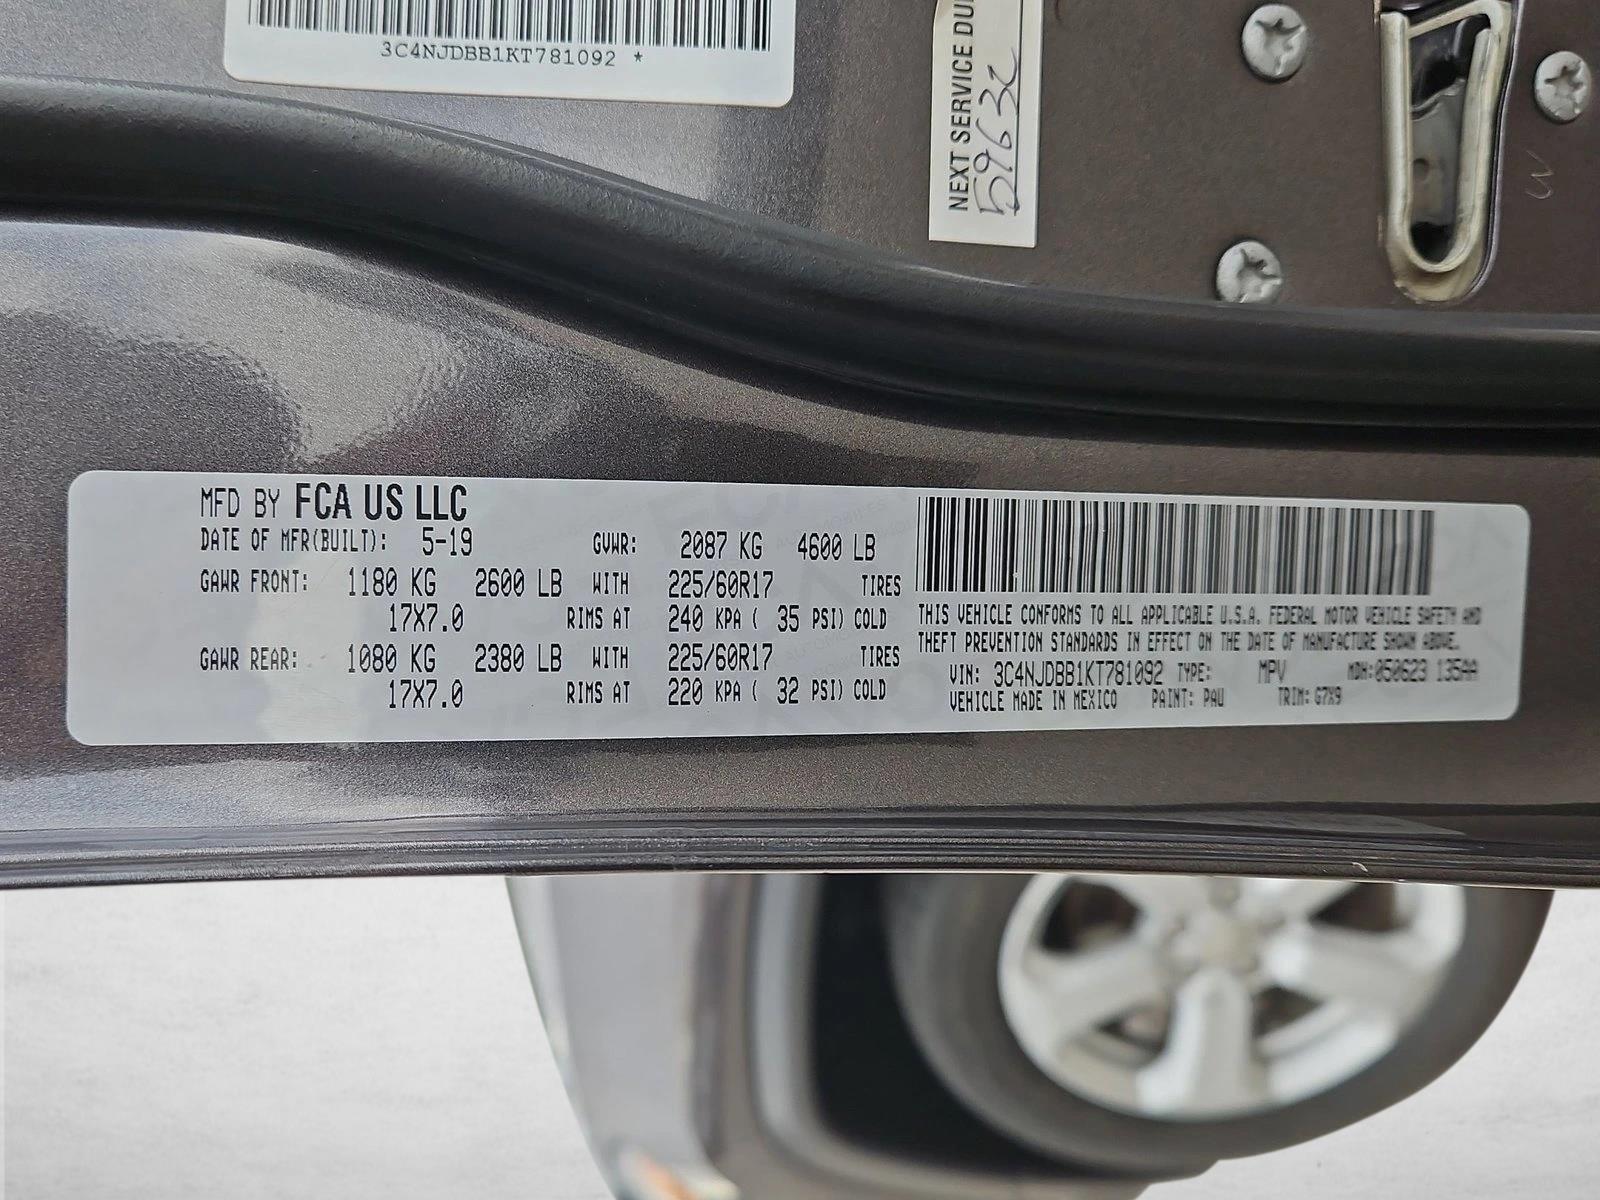 3C4NJDBB1KT781092 *
NEXT SERVICE DU
5963
MFD BY FCA US LLC
DATE OF MFR(BUILT): 5-19 GVWR: 2087 KG 4600 LB
GAWR FRONT: 1180 KG 2600 LB WITH 225/60R17 TIRES
17X7.0 RIMS AT 240 KPA ( 35 PSI) COLD
GAWR REAR: 1080 KG 2380 LB WITH 225/60R17 TIRES
17X7.0 RIMS AT 220 KPA ( 32 PSI) COLD
THIS VEHICLE CONFORMS TO ALL APPLICABLE U.S.A. FEDERAL MOTOR VEHICLE SAFETY AND
THEFT PREVENTION STANDARDS IN EFFECT ON THE DATE OF MANUFACTURE SHOWN ABOVE.
VIN: 3C4NJDBB1KT781092 TYPE: MPV MDH:050623 135AA
VEHICLE MADE IN MEXICO PAINT: PAU TRIM: G7X9